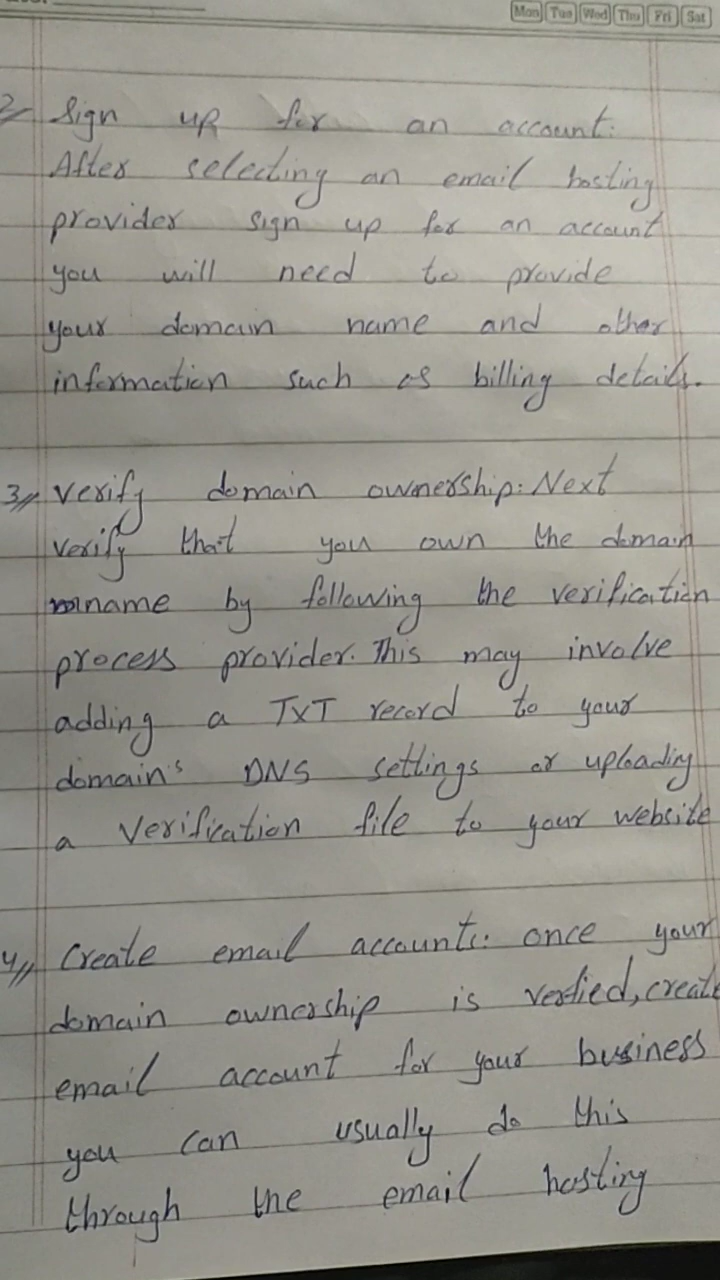 Mon Tue Wed Thu Fri Sat
2 Sign up for an account:
After selecting an email hosting
provider sign up for an account
you will need to provide
your domain name and other
information such as billing details.
3 verify domain ownership: Next
verify that you own the domain
name by following the verification
process provider. This may involve
adding a TXT record to your
domain's DNS settings or uploading
a verification file to your website
4 Create email accounts: once your
domain ownership is verfied, create
email account for your business
you can usually do this
through the email hosting